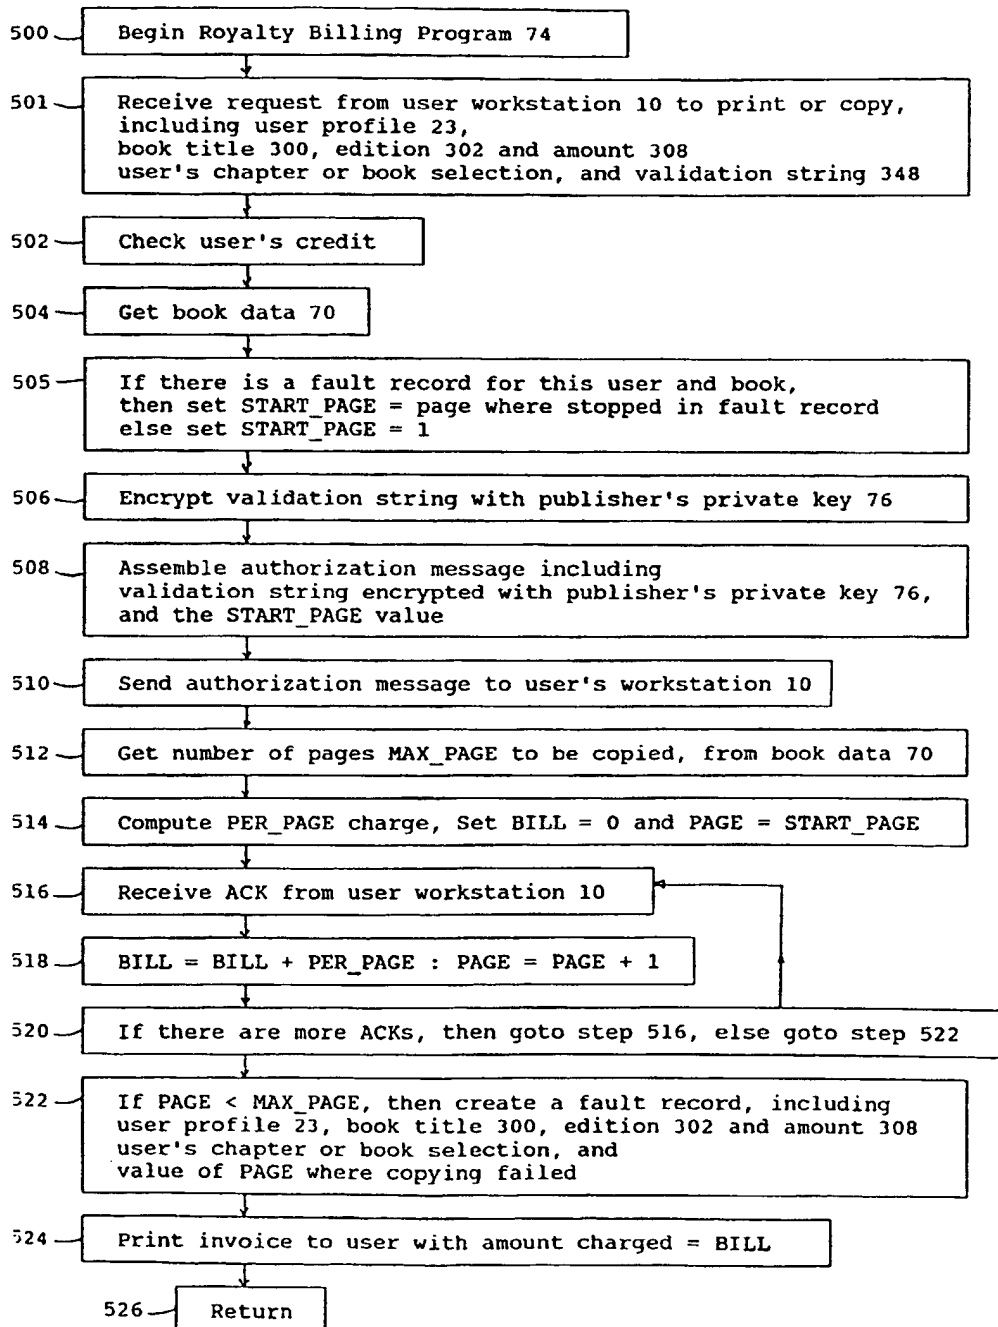 500 Begin Royalty Billing Program 74
501 Receive request from user workstation 10 to print or copy,
including user profile 23,
book title 300, edition 302 and amount 308
user's chapter or book selection, and validation string 348
502 Check user's credit
504 Get book data 70
505 If there is a fault record for this user and book,
then set START_PAGE = page where stopped in fault record
else set START_PAGE = 1
506 Encrypt validation string with publisher's private key 76
508 Assemble authorization message including
validation string encrypted with publisher's private key 76,
and the START_PAGE value
510 Send authorization message to user's workstation 10
512 Get number of pages MAX_PAGE to be copied, from book data 70
514 Compute PER_PAGE charge, Set BILL = 0 and PAGE = START_PAGE
516 Receive ACK from user workstation 10
518 BILL = BILL + PER_PAGE : PAGE = PAGE + 1
520 If there are more ACKs, then goto step 516, else goto step 522
522 If PAGE < MAX_PAGE, then create a fault record, including
user profile 23, book title 300, edition 302 and amount 308
user's chapter or book selection, and
value of PAGE where copying failed
524 Print invoice to user with amount charged = BILL
526 Return